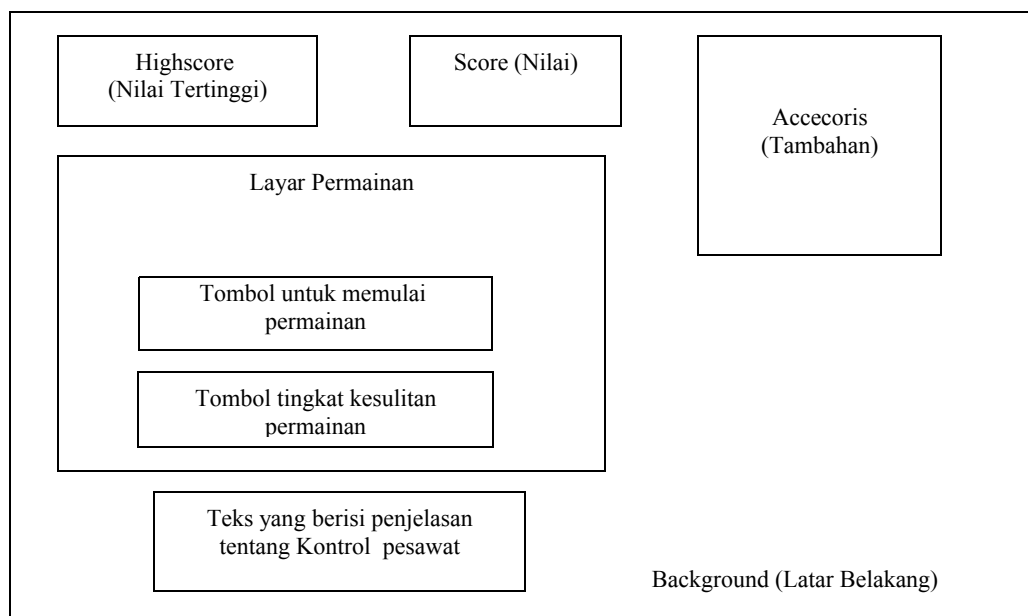 Highscore
(Nilai Tertinggi)
Score (Nilai)
Accecoris
(Tambahan)
Layar Permainan
Tombol untuk memulai
permainan
Tombol tingkat kesulitan
permainan
Teks yang berisi penjelasan
tentang Kontrol pesawat
Background (Latar Belakang)